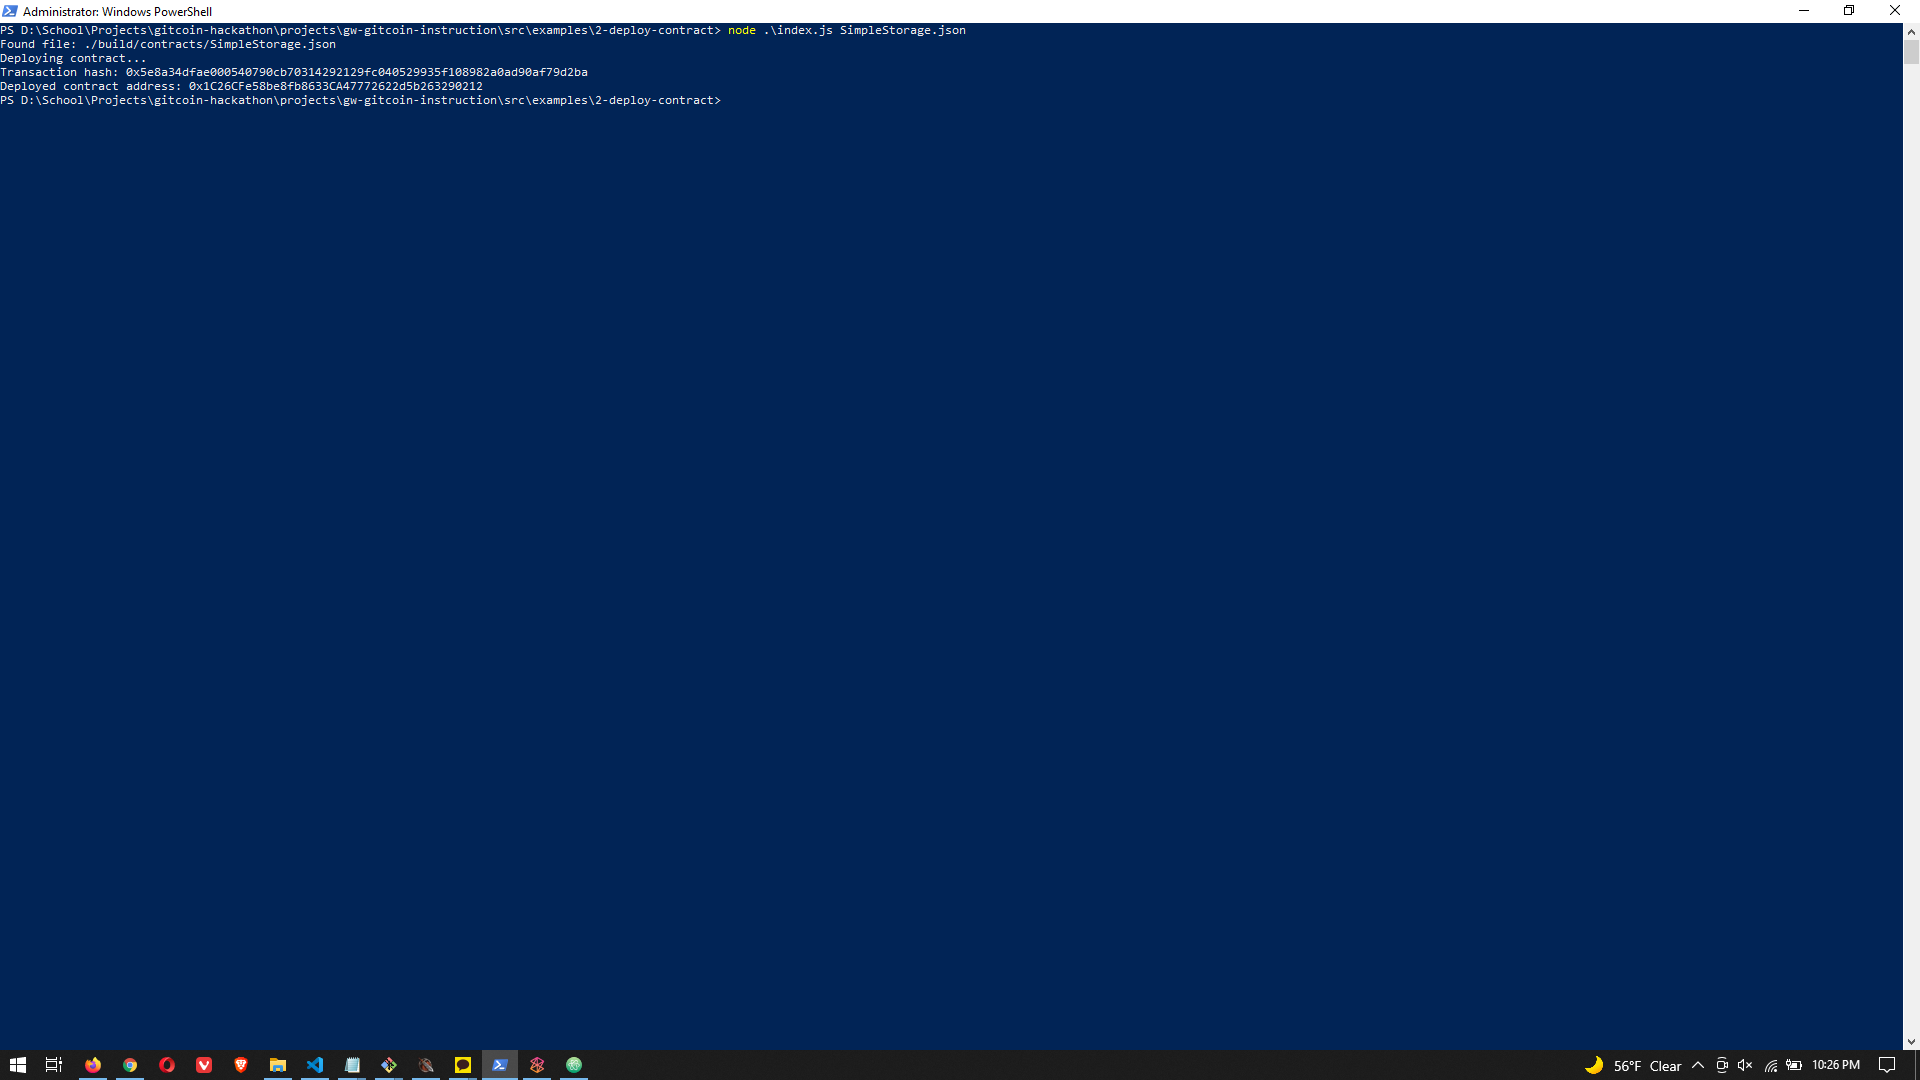 Administrator: Windows PowerShell
PS D:\School\Projects\gitcoin-hackathon\projects\gw-gitcoin-instruction\src\examples\2-deploy-contract> node .\index.js SimpleStorage.json
Found file: ./build/contracts/SimpleStorage.json
Deploying contract...
Transaction hash: 0x5e8a34dfae000540790cb70314292129fc040529935f108982a0ad90af79d2ba
Deployed contract address: 0x1C26CFe58be8fb8633CA47772622d5b263290212
PS D:\School\Projects\gitcoin-hackathon\projects\gw-gitcoin-instruction\src\examples\2-deploy-contract>
56°F Clear
10:26 PM